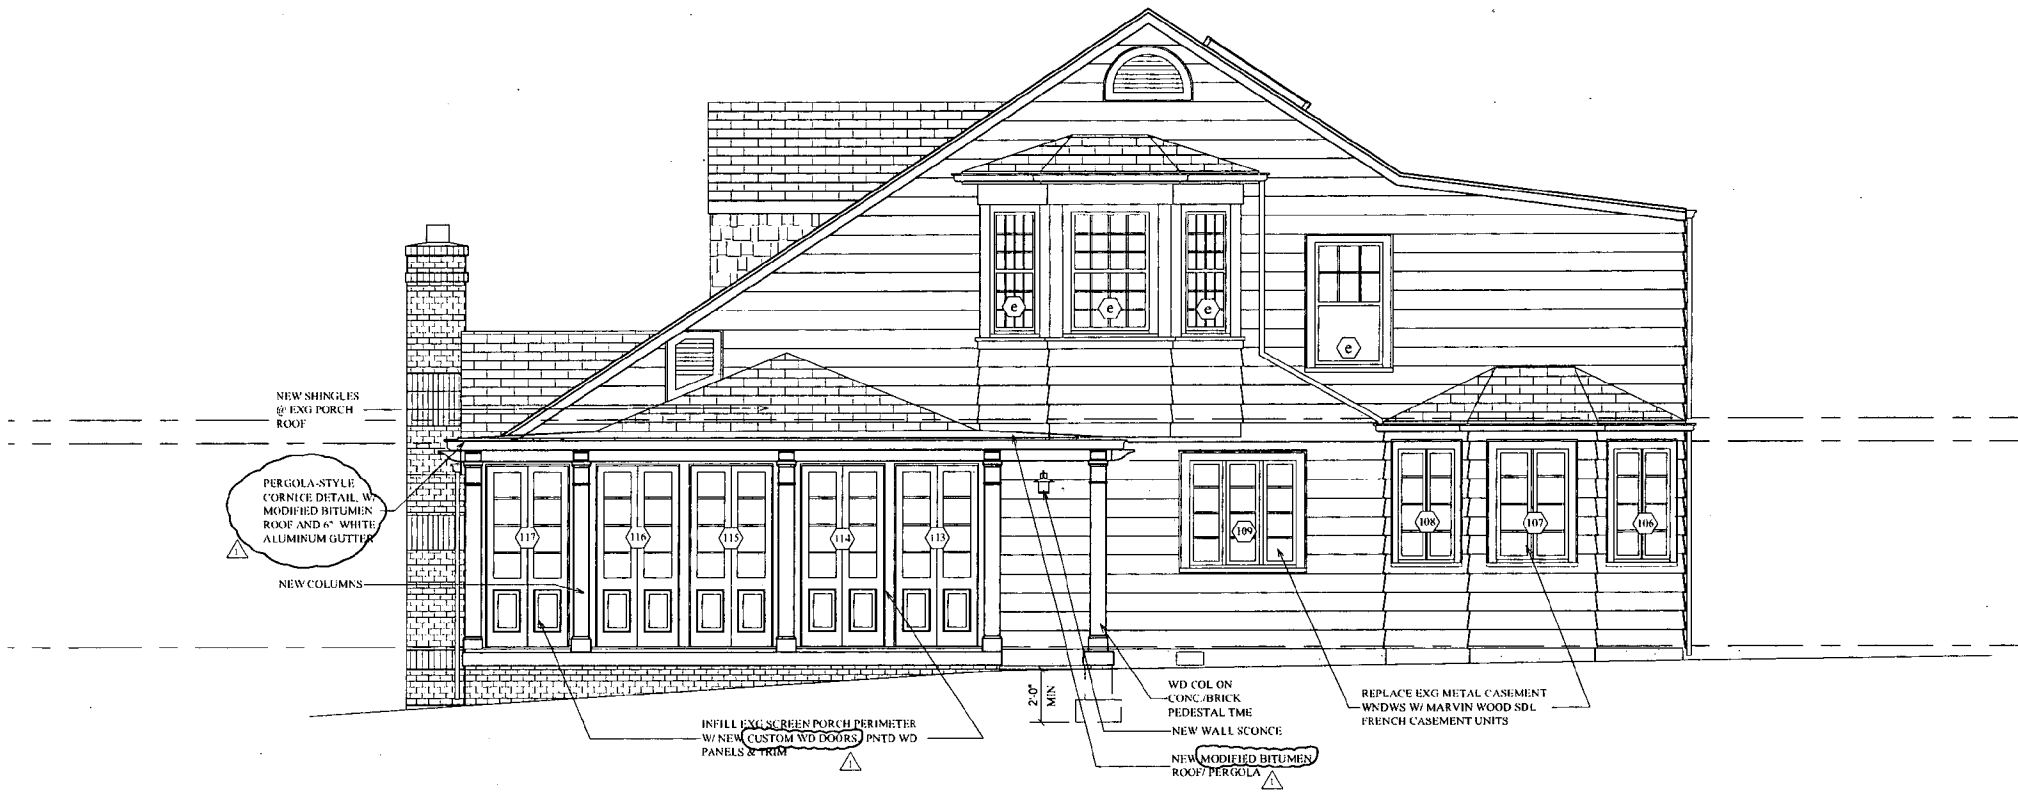 e
e
e
e
NEW SHINGLES
@ EXG PORCH
ROOF
PERGOLA-STYLE
CORNICE DETAIL, W/
MODIFIED BITUMEN
ROOF AND 6" WHITE
ALUMINUM GUTTER
1
NEW COLUMNS
117
116
115
114
113
109
108
107
106
2'-0"
MIN
WD COL ON
CONC./BRICK
PEDESTAL TME
NEW WALL SCONCE
NEW MODIFIED BITUMEN
ROOF/ PERGOLA
1
INFILL EXG SCREEN PORCH PERIMETER
W/ NEW CUSTOM WD DOORS, PNTD WD
PANELS & TRIM
1
REPLACE EXG METAL CASEMENT
WNDWS W/ MARVIN WOOD SDL
FRENCH CASEMENT UNITS